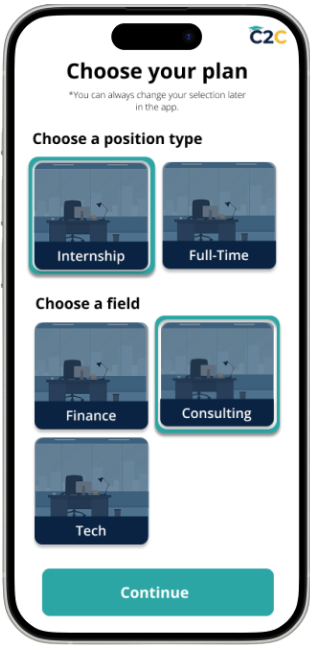 C2C
Choose your plan
*You can always change your selection later
in the app.
Choose a position type
Internship
Full-Time
Choose a field
Finance
Consulting
Tech
Continue